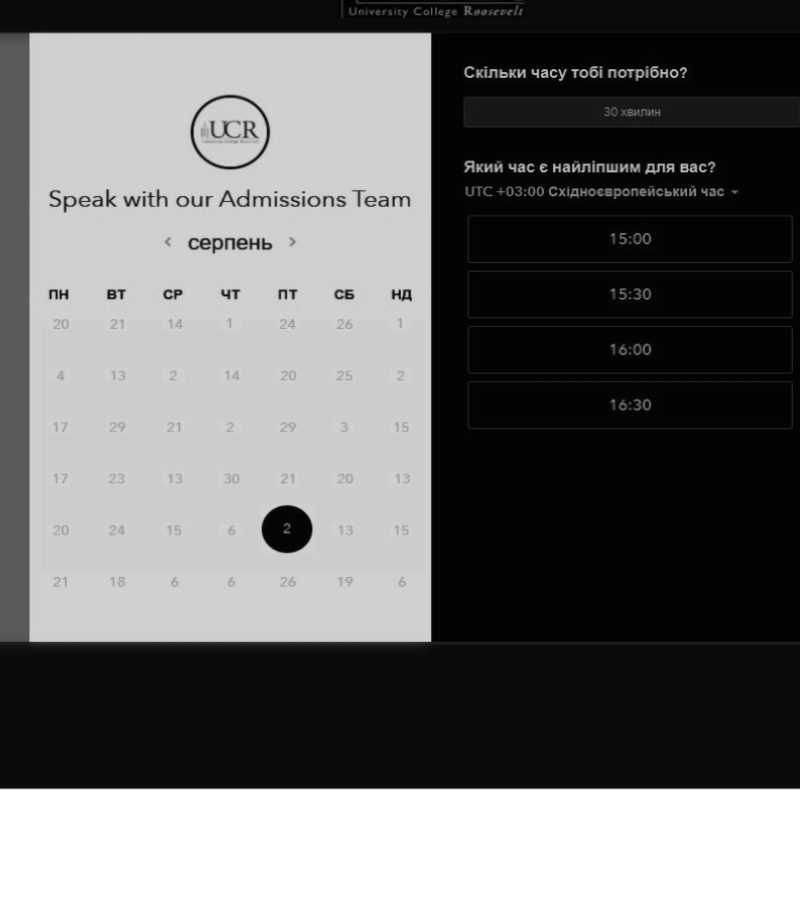 University College Roosevelt
UCR
Speak with our Admissions Team
< серпень >
ПН ВТ СР ЧТ ПТ СБ НД
20 21 14 1 24 26 1
4 13 2 14 20 25 2
17 29 21 2 29 3 15
17 23 13 30 21 20 13
20 24 15 6 2 13 15
21 18 6 6 26 19 6
Скільки часу тобі потрібно?
30 хвилин
Який час є найліпшим для вас?
UTC +03:00 Східноєвропейський час
15:00
15:30
16:00
16:30